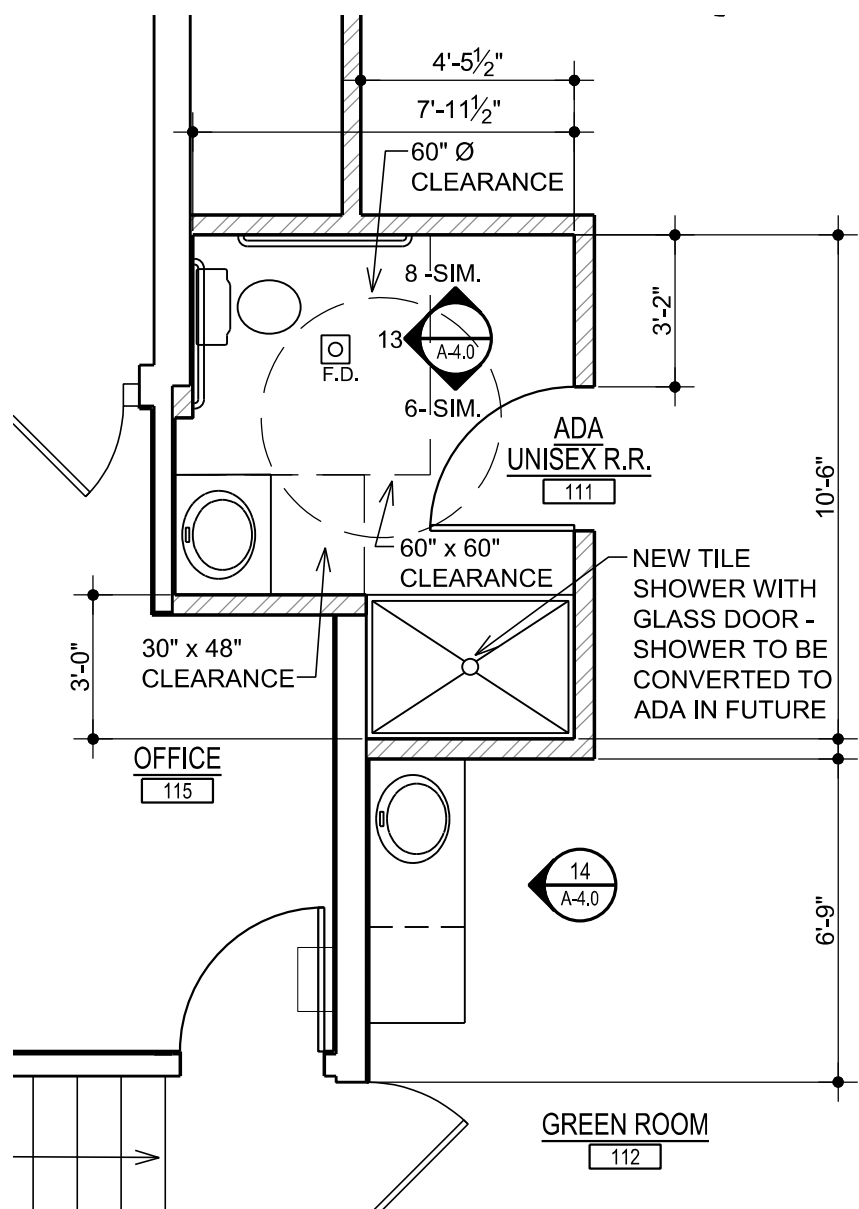 4'-5½"
7'-11½"
60" Ø
CLEARANCE
8 -SIM.
13
A-4.0
6- SIM.
F.D.
3'-2"
ADA
UNISEX R.R.
111
10'-6"
60" x 60"
CLEARANCE
30" x 48"
CLEARANCE
3'-0"
NEW TILE
SHOWER WITH
GLASS DOOR -
SHOWER TO BE
CONVERTED TO
ADA IN FUTURE
OFFICE
115
14
A-4.0
6'-9"
GREEN ROOM
112